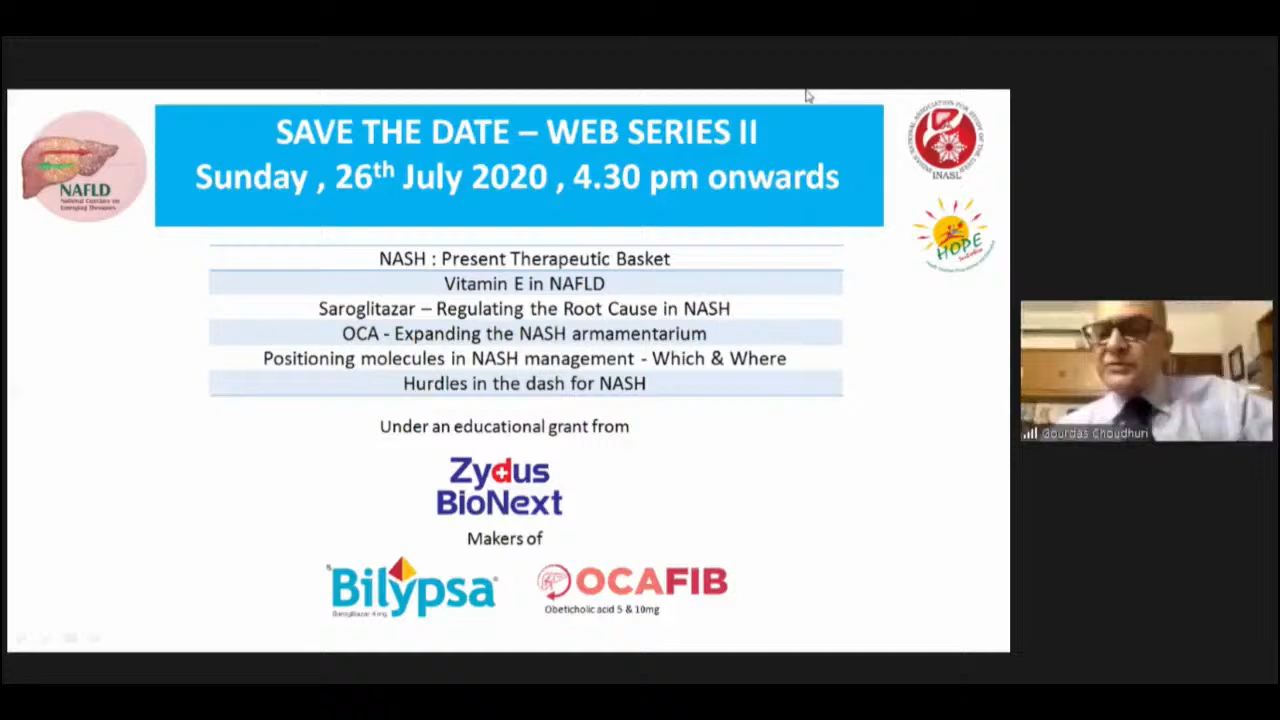 SAVE THE DATE – WEB SERIES II
Sunday , 26th July 2020 , 4.30 pm onwards
NAFLD
INASL
HOPE
NASH : Present Therapeutic Basket
Vitamin E in NAFLD
Saroglitazar – Regulating the Root Cause in NASH
OCA - Expanding the NASH armamentarium
Positioning molecules in NASH management - Which & Where
Hurdles in the dash for NASH
Under an educational grant from
Zydus
BioNext
Makers of
Bilypsa
Saroglitazar 4 mg
OCAFIB
Obeticholic acid 5 & 10mg
Gourdas Choudhuri